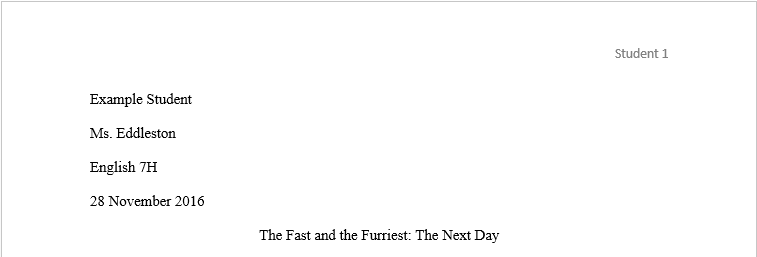 Student 1
Example Student
Ms. Eddleston
English 7H
28 November 2016
The Fast and the Furriest: The Next Day